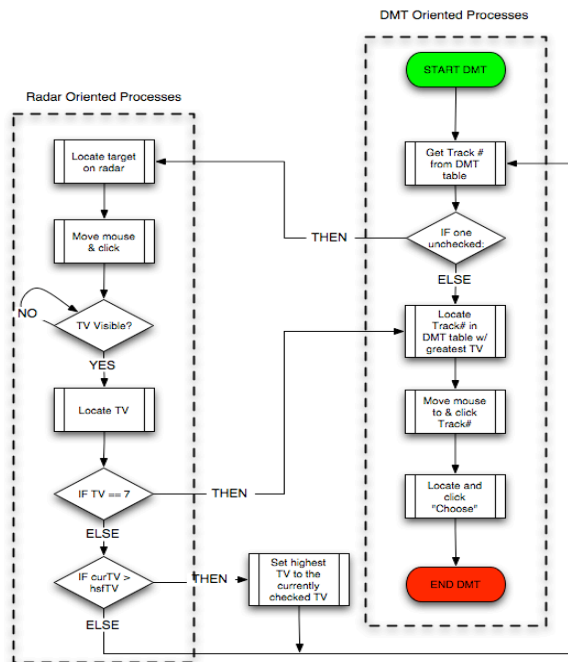 DMT Oriented Processes
START DMT
Radar Oriented Processes
Locate target
on radar
Get Track #
from DMT
table
Move mouse
& click
THEN
IF one
unchecked:
ELSE
NO
TV Visible?
Locate
Track# in
DMT table w/
greatest TV
YES
Locate TV
Move mouse
to & click
Track#
IF TV == 7
THEN
Locate and
click
"Choose"
ELSE
IF curTV >
hsfTV
THEN
Set highest
TV to the
currently
checked TV
END DMT
ELSE